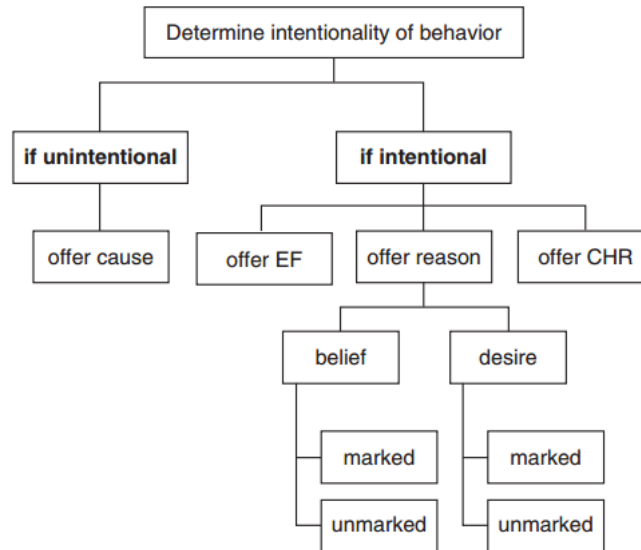 Determine intentionality of behavior
if unintentional
if intentional
offer cause
offer EF
offer reason
offer CHR
belief
desire
marked
marked
unmarked
unmarked